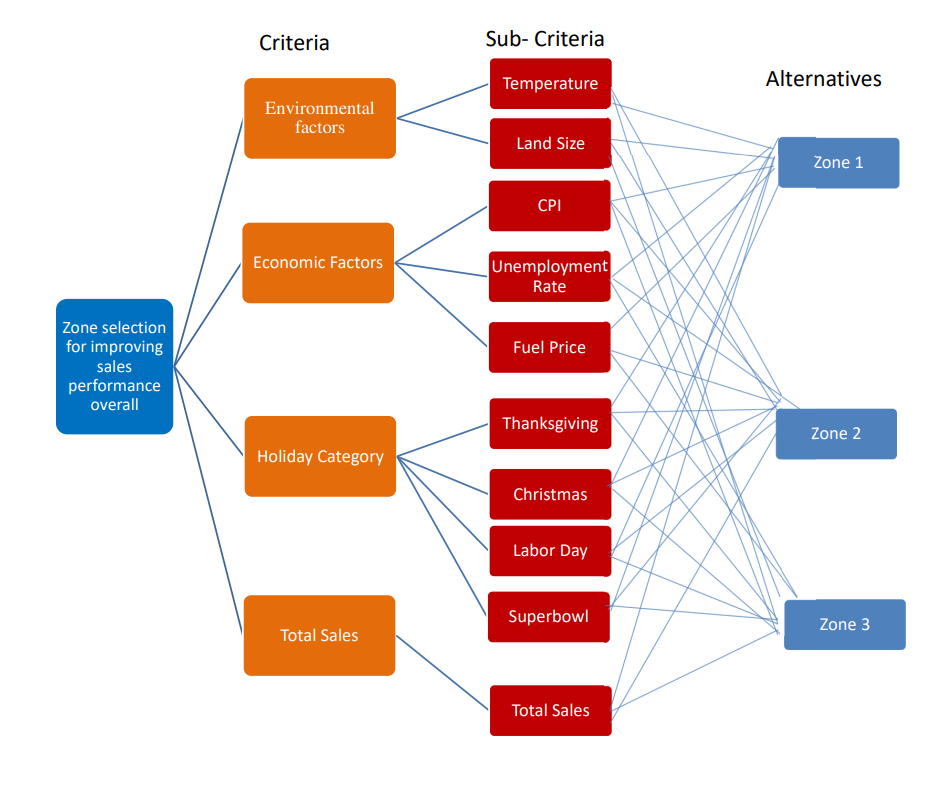 Criteria
Sub- Criteria
Alternatives
Zone selection
for improving
sales
performance
overall
Environmental
factors
Economic Factors
Holiday Category
Total Sales
Temperature
Land Size
CPI
Unemployment
Rate
Fuel Price
Thanksgiving
Christmas
Labor Day
Superbowl
Total Sales
Zone 1
Zone 2
Zone 3